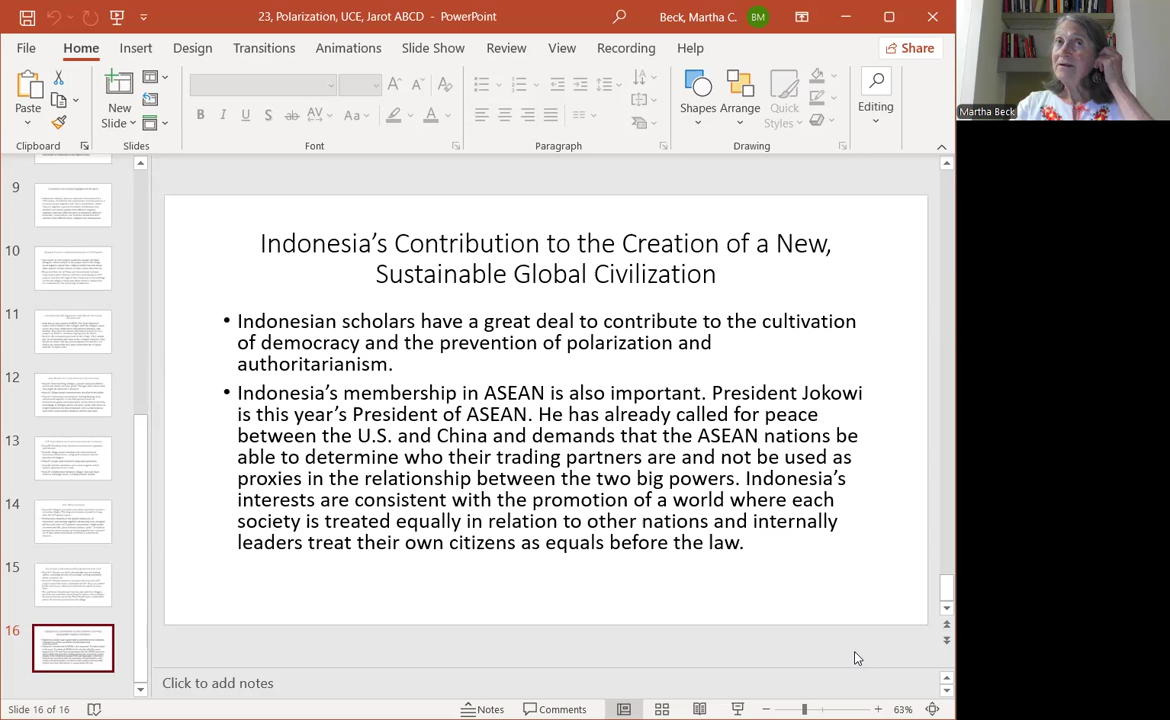 23, Polarization, UCE, Jarot ABCD - PowerPoint
Beck, Martha C.
BM
File Home Insert Design Transitions Animations Slide Show Review View Recording Help Share
Paste
New
Slide
Shapes Arrange Quick
Styles
Editing
B I U S ab AV Aa A
Clipboard Slides Font Paragraph Drawing
Martha Beck
9
10
11
12
13
14
15
16
Indonesia's Contribution to the Creation of a New,
Sustainable Global Civilization
• Indonesian scholars have a great deal to contribute to the cultivation
of democracy and the prevention of polarization and
authoritarianism.
• Indonesia's membership in ASEAN is also important. President Jokowi
is this year's President of ASEAN. He has already called for peace
between the U.S. and China and demands that the ASEAN nations be
able to determine who their trading partners are and not be used as
proxies in the relationship between the two big powers. Indonesia's
interests are consistent with the promotion of a world where each
society is treated equally in relation to other nations and internally
leaders treat their own citizens as equals before the law.
Click to add notes
Slide 16 of 16 Notes Comments 63%